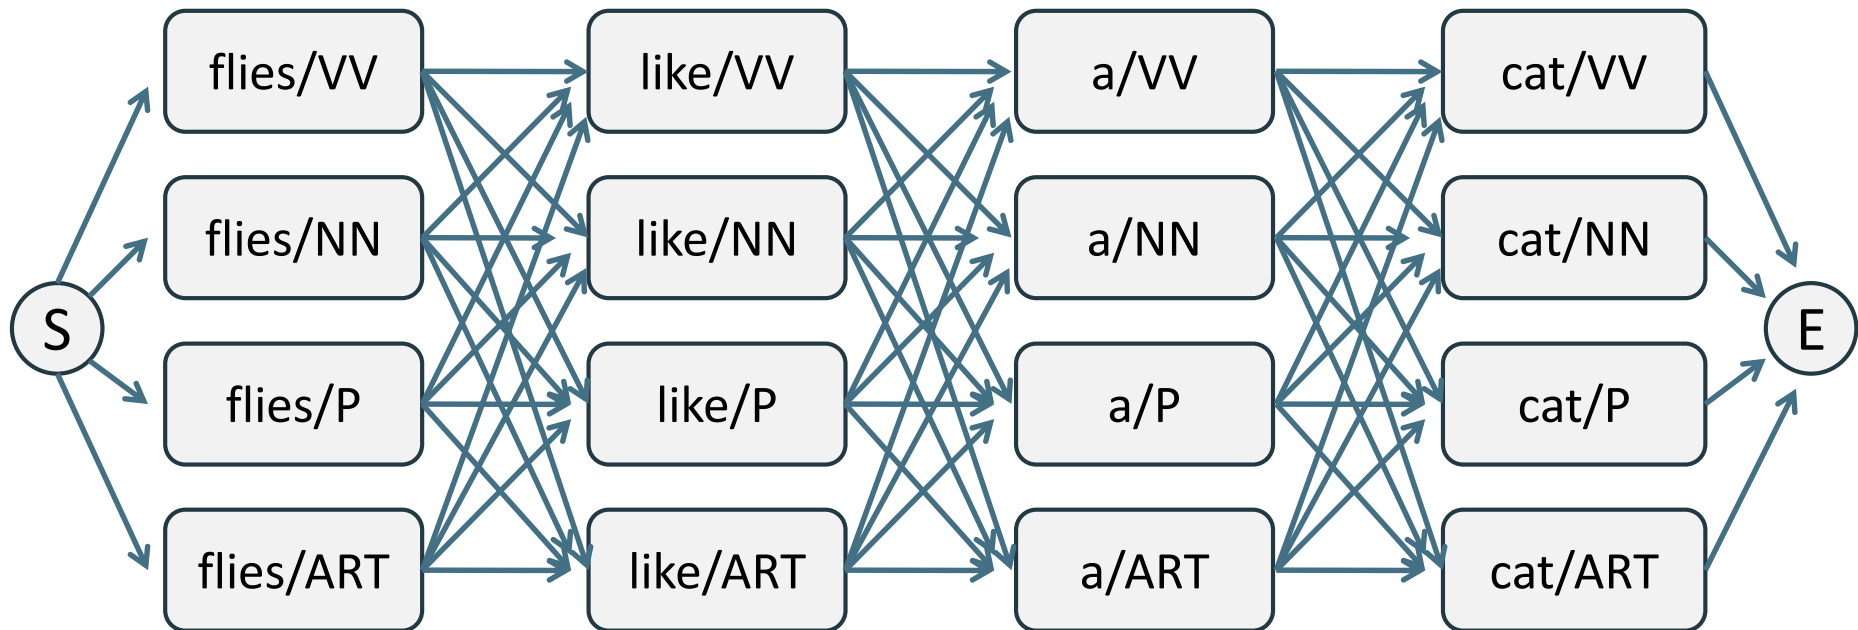 flies/VV like/VV a/VV cat/VV
flies/NN like/NN a/NN cat/NN
S E
flies/P like/P a/P cat/P
flies/ART like/ART a/ART cat/ART